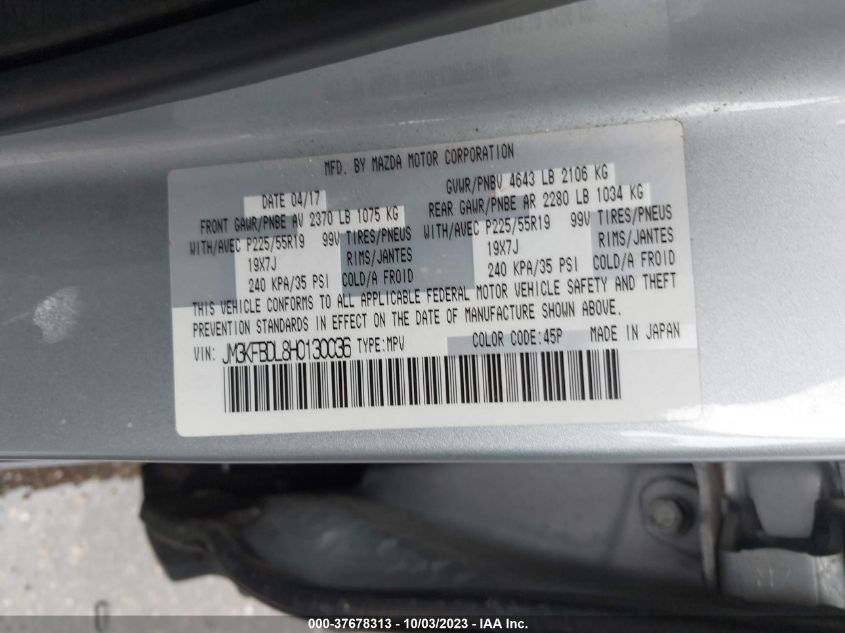 MFD. BY MAZDA MOTOR CORPORATION
DATE 04/17 GVWR/PNBV 4643 LB 2106 KG
FRONT GAWR/PNBE AV 2370 LB 1075 KG REAR GAWR/PNBE AR 2280 LB 1034 KG
WITH/AVEC P225/55R19 99V TIRES/PNEUS WITH/AVEC P225/55R19 99V TIRES/PNEUS
19X7J RIMS/JANTES 19X7J RIMS/JANTES
240 KPA/35 PSI COLD/A FROID 240 KPA/35 PSI COLD/A FROID
THIS VEHICLE CONFORMS TO ALL APPLICABLE FEDERAL MOTOR VEHICLE SAFETY AND THEFT
PREVENTION STANDARDS IN EFFECT ON THE DATE OF MANUFACTURE SHOWN ABOVE.
VIN: JM3KFBDL8H0130036 TYPE:MPV COLOR CODE:45P MADE IN JAPAN
000-37678313 - 10/03/2023 - IAA Inc.